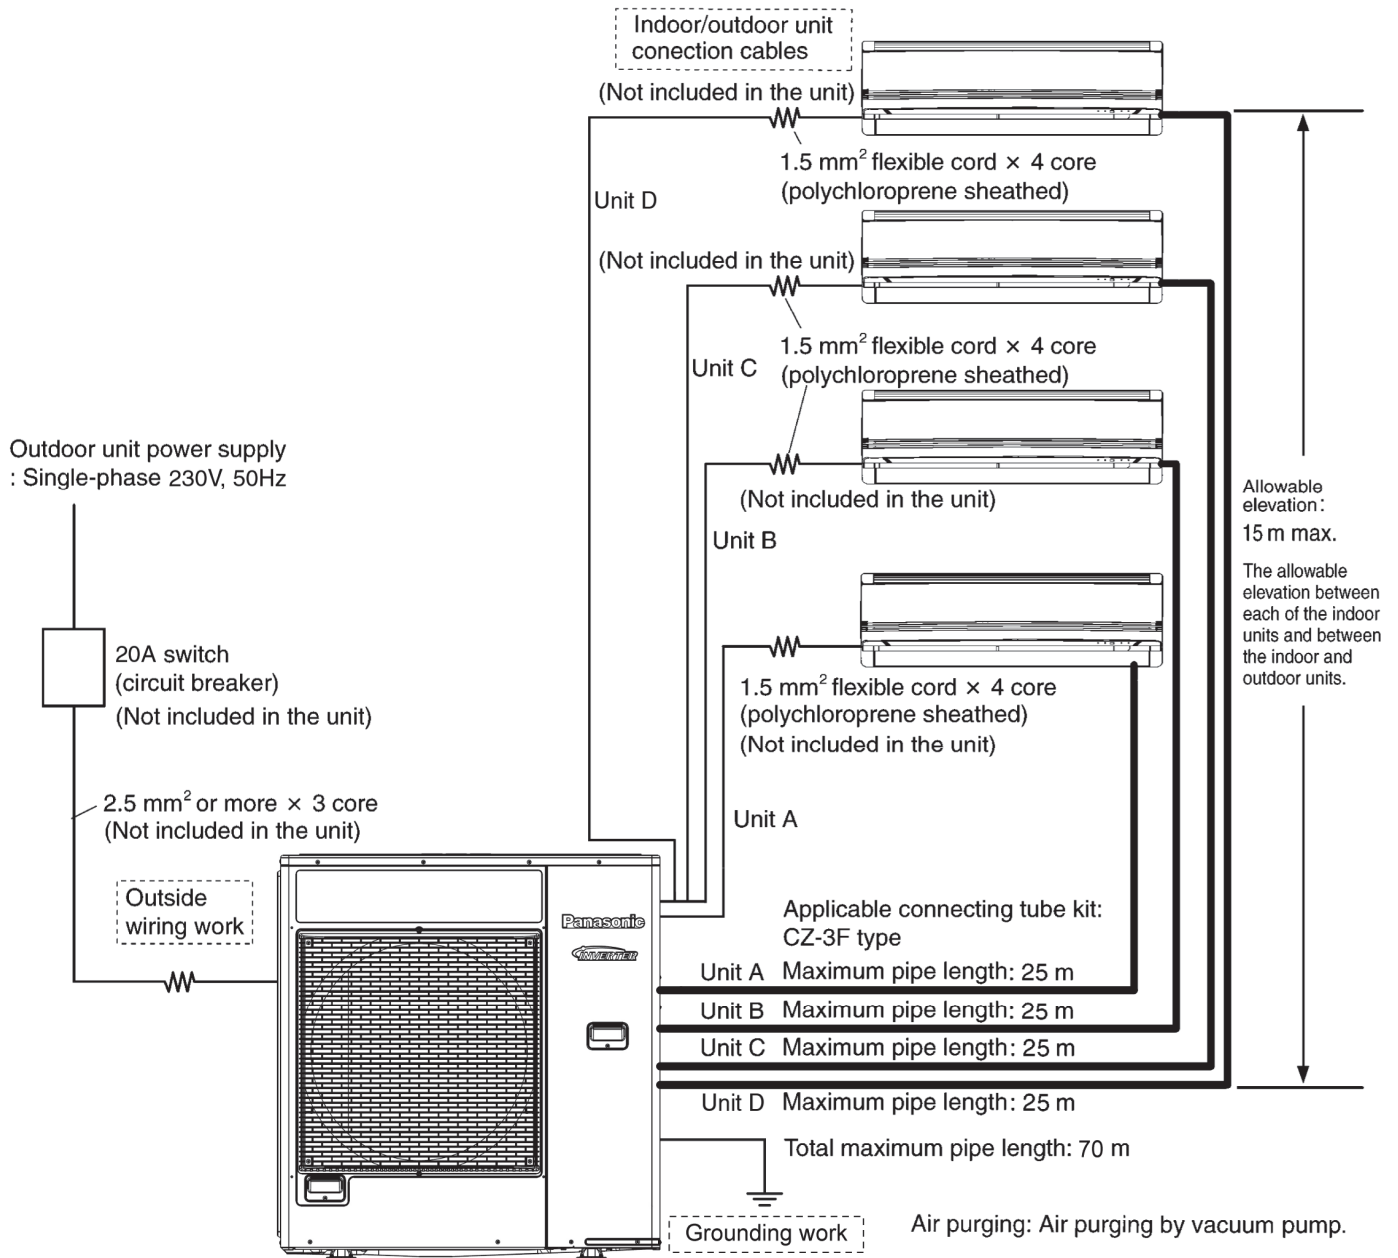 Indoor/outdoor unit
conection cables
(Not included in the unit)
1.5 mm² flexible cord × 4 core
(polychloroprene sheathed)
Unit D
(Not included in the unit)
1.5 mm² flexible cord × 4 core
(polychloroprene sheathed)
Unit C
Outdoor unit power supply
: Single-phase 230V, 50Hz
(Not included in the unit)
Unit B
Allowable
elevation:
15 m max.
The allowable
elevation between
each of the indoor
units and between
the indoor and
outdoor units.
20A switch
(circuit breaker)
(Not included in the unit)
1.5 mm² flexible cord × 4 core
(polychloroprene sheathed)
(Not included in the unit)
2.5 mm² or more × 3 core
(Not included in the unit)
Unit A
Outside
wiring work
Panasonic
INVERTER
Applicable connecting tube kit:
CZ-3F type
Unit A Maximum pipe length: 25 m
Unit B Maximum pipe length: 25 m
Unit C Maximum pipe length: 25 m
Unit D Maximum pipe length: 25 m
Total maximum pipe length: 70 m
Grounding work
Air purging: Air purging by vacuum pump.